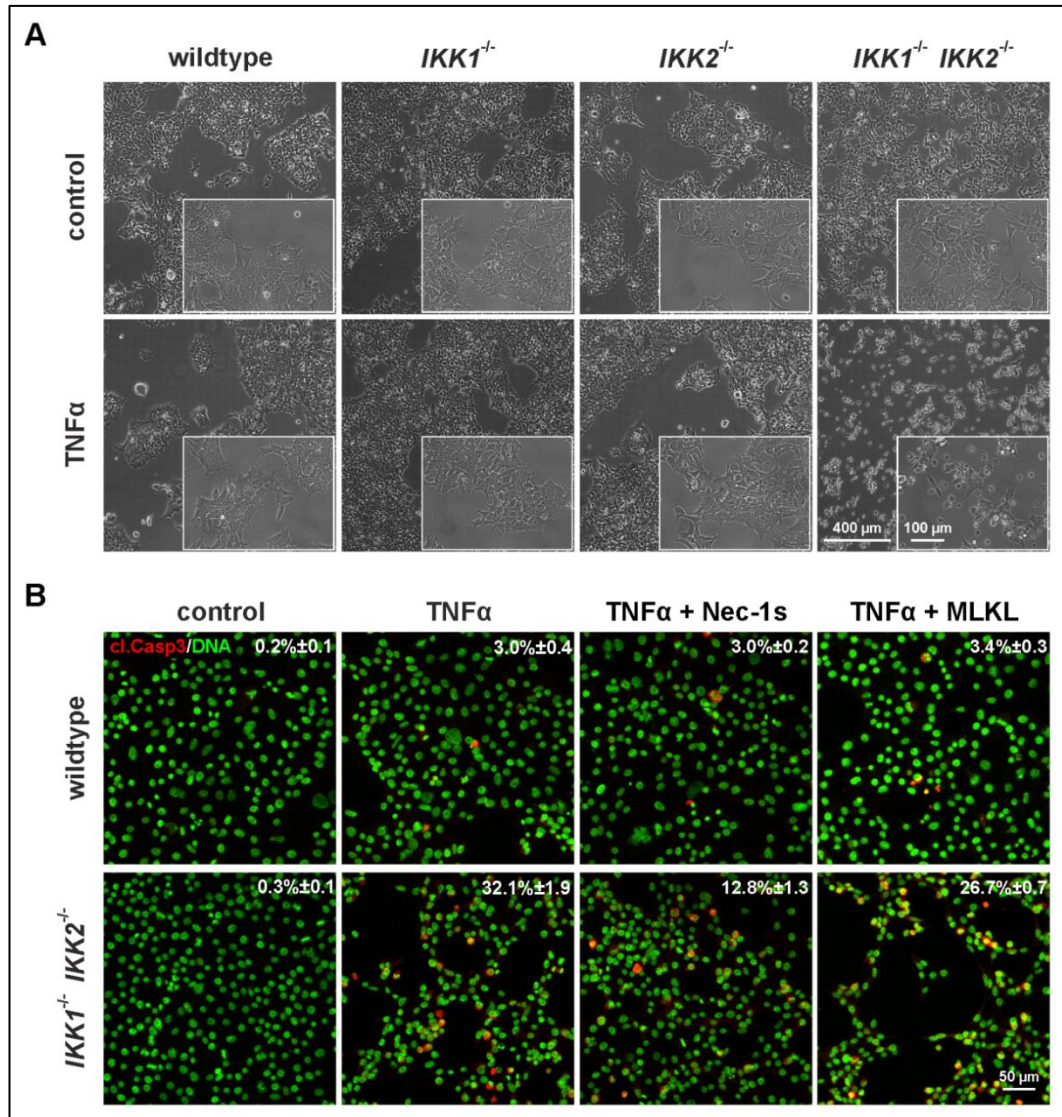 A
wildtype
IKK1-/-
IKK2-/-
IKK1-/- IKK2-/-
control
TNFα
400 µm
100 µm
B
control
TNFα
TNFα + Nec-1s
TNFα + MLKL
wildtype
cl.Casp3/DNA
0.2%±0.1
3.0%±0.4
3.0%±0.2
3.4%±0.3
IKK1-/- IKK2-/-
0.3%±0.1
32.1%±1.9
12.8%±1.3
26.7%±0.7
50 µm